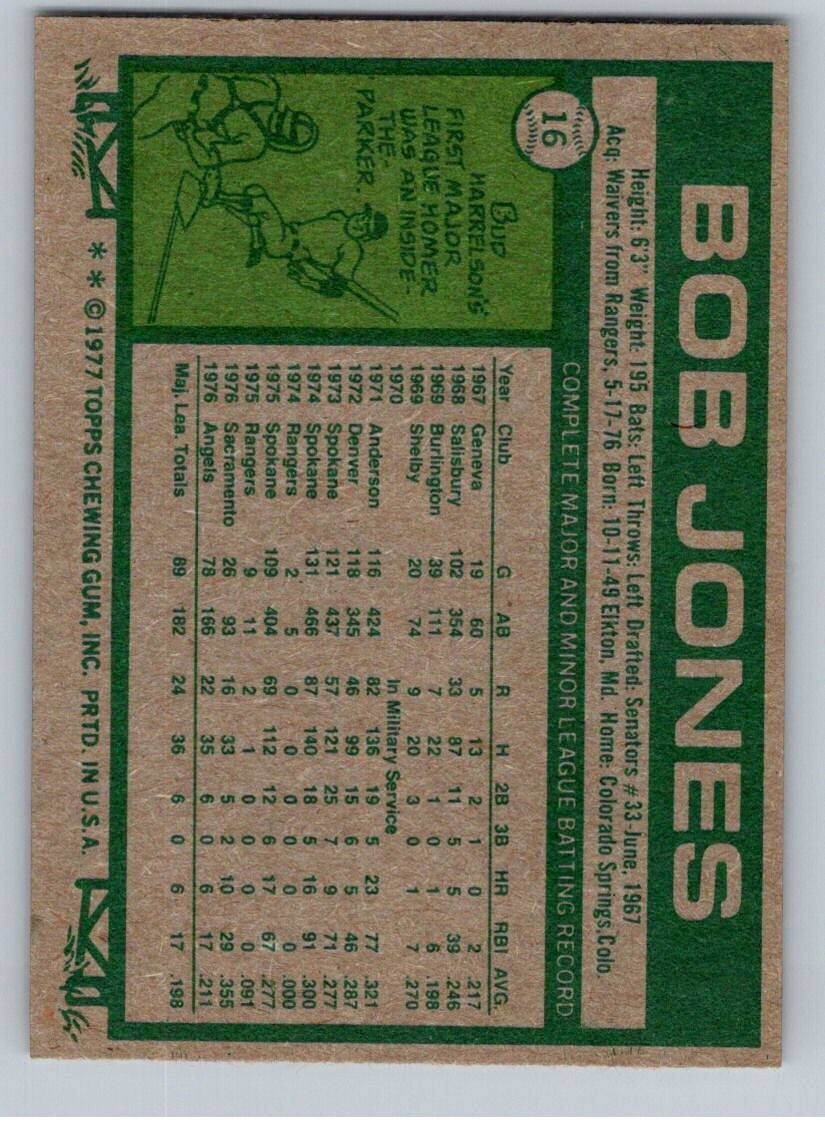 BOB JONES
16
Height: 6'3" Weight: 195 Bats: Left Throws: Left Drafted: Senators #33-June, 1967
Acq: Waivers from Rangers, 5-17-76 Born: 10-11-49 Elkton, Md. Home: Colorado Springs, Colo.
COMPLETE MAJOR AND MINOR LEAGUE BATTING RECORD
BUD
HARRELSON'S
FIRST MAJOR
LEAGUE HOMER
WAS AN INSIDE-
THE-
PARKER.
Year Club G AB R H 2B 3B HR RBI AVG.
1967 Geneva 19 60 5 13 2 1 0 2 .217
1968 Salisbury 102 354 33 87 11 5 5 39 .246
1969 Burlington 39 111 7 22 1 0 1 6 .198
1969 Shelby 20 74 9 20 3 0 1 7 .270
1970 In Military Service
1971 Anderson 116 424 82 136 19 5 23 77 .321
1972 Denver 118 345 46 99 15 6 5 46 .287
1973 Spokane 121 437 57 121 25 7 9 71 .277
1974 Spokane 131 466 87 140 18 5 16 91 .300
1974 Rangers 2 5 0 0 0 0 0 0 .000
1975 Spokane 109 404 69 112 12 6 17 67 .277
1975 Rangers 9 11 2 1 0 0 0 0 .091
1976 Sacramento 26 93 16 33 5 2 10 29 .355
1976 Angels 78 166 22 35 6 0 6 17 .211
Maj. Lea. Totals 89 182 24 36 6 0 6 17 .198
* * © 1977 TOPPS CHEWING GUM, INC. PRTD. IN U.S.A.